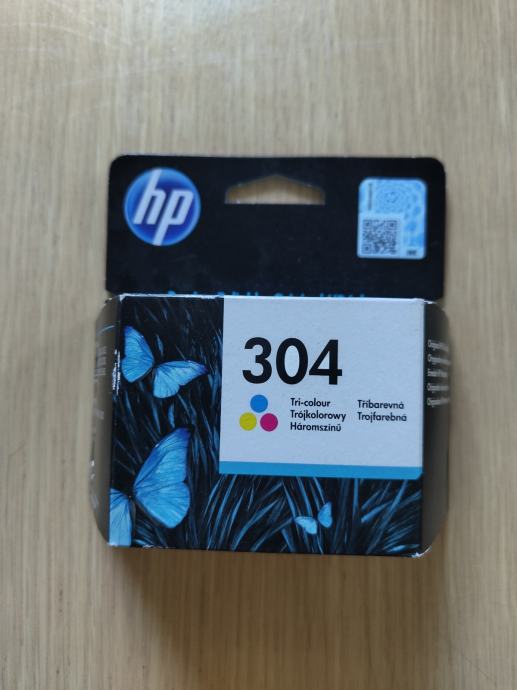 hp
304
Tri-colour
Trójkolorowy
Háromszínű
Tříbarevná
Trojfarebná